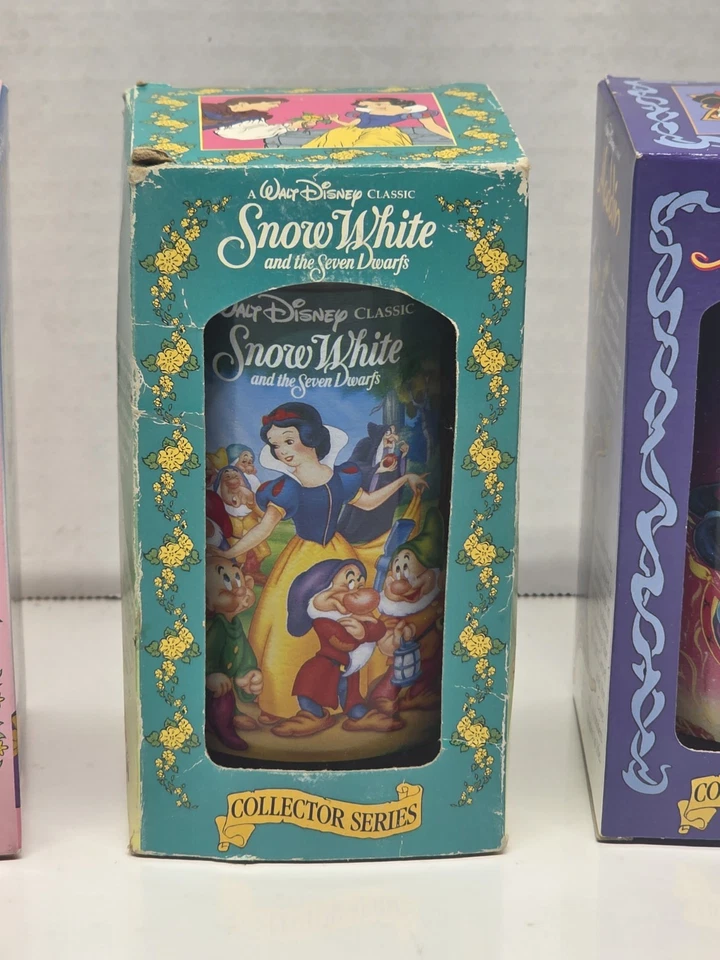 A WALT DISNEY CLASSIC
Snow White
and the Seven Dwarfs
WALT DISNEY CLASSIC
Snow White
and the Seven Dwarfs
COLLECTOR SERIES
CO